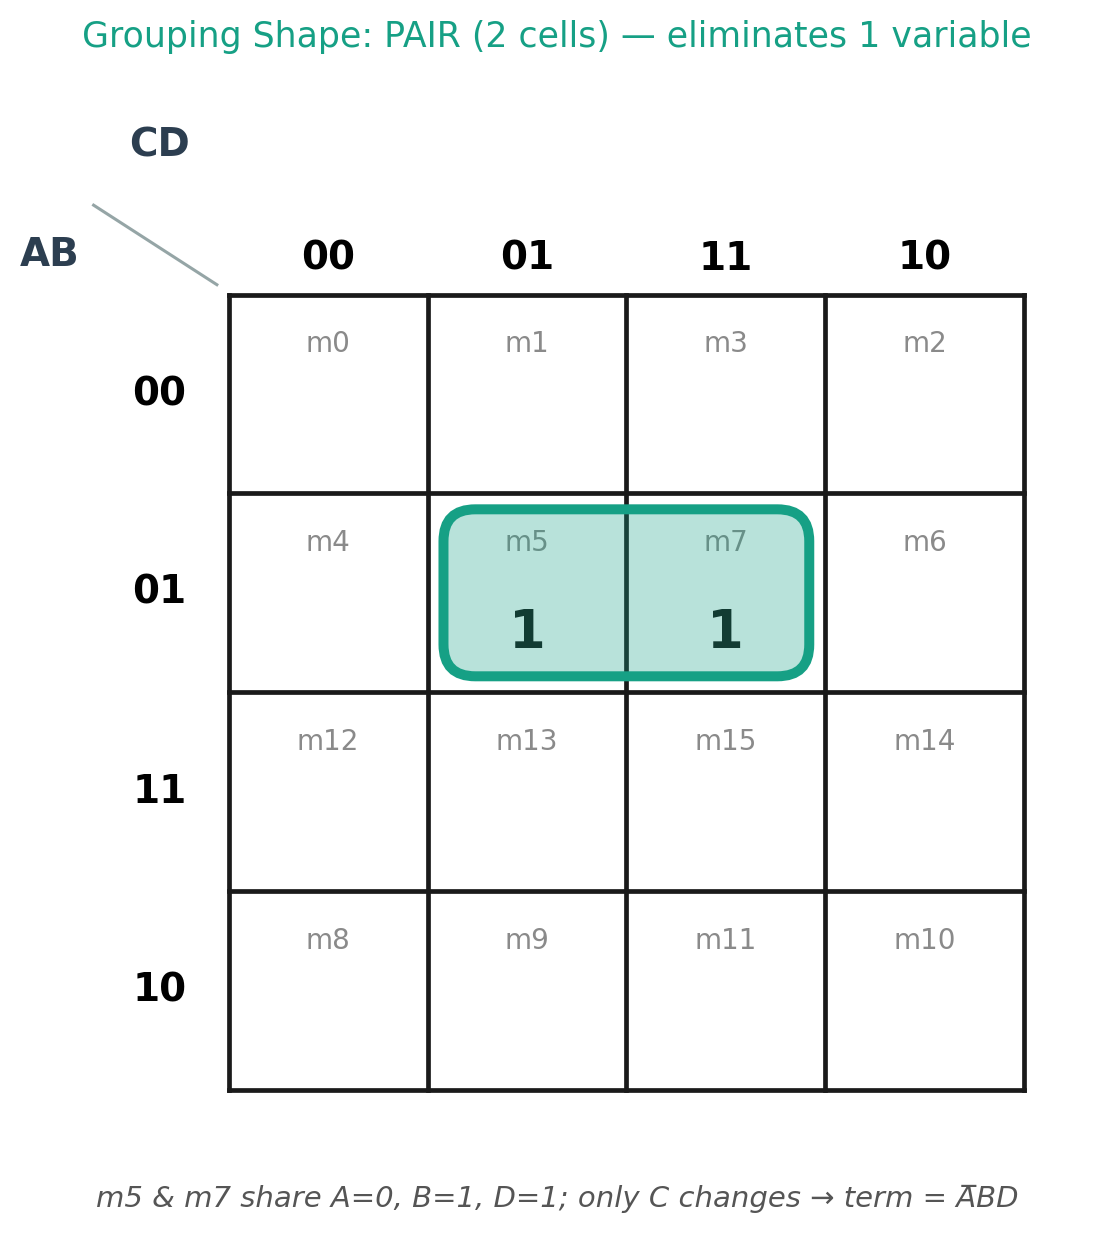 Grouping Shape: PAIR (2 cells) — eliminates 1 variable
CD
AB
00 01 11 10
m0 m1 m3 m2
00
m4 m5 m7 m6
01
1 1
m12 m13 m15 m14
11
m8 m9 m11 m10
10
m5 & m7 share A=0, B=1, D=1; only C changes → term = A̅BD